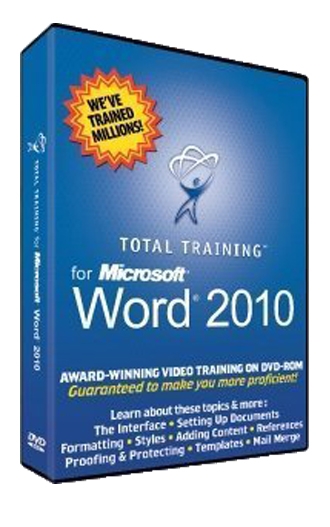 WE'VE
TRAINED
MILLIONS!
TOTAL TRAINING™
for Microsoft®
Word® 2010
AWARD-WINNING VIDEO TRAINING ON DVD-ROM
Guaranteed to make you more proficient!
Learn about these topics & more:
The Interface • Setting Up Documents
Formatting • Styles • Adding Content • References
Proofing & Protecting • Templates • Mail Merge
TOTAL TRAINING for Microsoft Word 2010
DVD